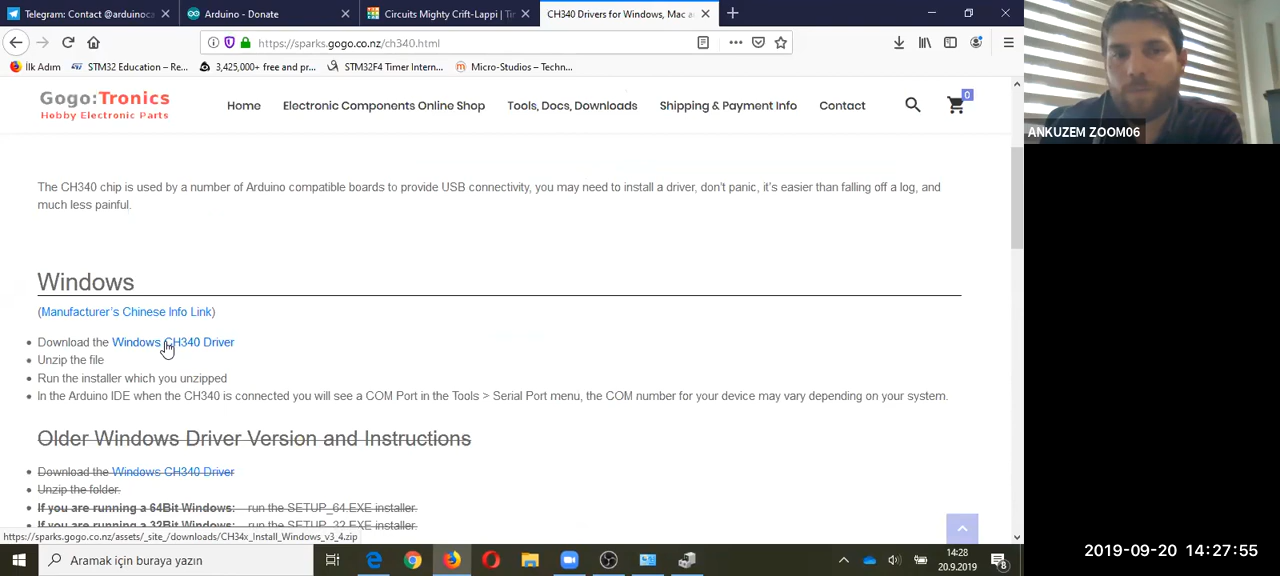 Telegram: Contact @arduinoca
Arduino - Donate
Circuits Mighty Crift-Lappi | Tin
CH340 Drivers for Windows, Mac a
https://sparks.gogo.co.nz/ch340.html
İlk Adım
STM32 Education – Re...
3,425,000+ free and pr...
STM32F4 Timer Intern...
Micro-Studios – Techn...
Gogo:Tronics
Hobby Electronic Parts
Home
Electronic Components Online Shop
Tools, Docs, Downloads
Shipping & Payment Info
Contact
0
ANKUZEM ZOOM06
The CH340 chip is used by a number of Arduino compatible boards to provide USB connectivity, you may need to install a driver, don't panic, it's easier than falling off a log, and
much less painful.
Windows
(Manufacturer's Chinese Info Link)
Download the Windows CH340 Driver
Unzip the file
Run the installer which you unzipped
In the Arduino IDE when the CH340 is connected you will see a COM Port in the Tools > Serial Port menu, the COM number for your device may vary depending on your system.
Older Windows Driver Version and Instructions
Download the Windows CH340 Driver
Unzip the folder.
If you are running a 64Bit Windows: run the SETUP_64.EXE installer.
If you are running a 32Bit Windows: run the SETUP_32.EXE installer.
https://sparks.gogo.co.nz/assets/_site_/downloads/CH34x_Install_Windows_v3_4.zip
Aramak için buraya yazın
14:28
20.9.2019
8
2019-09-20 14:27:55